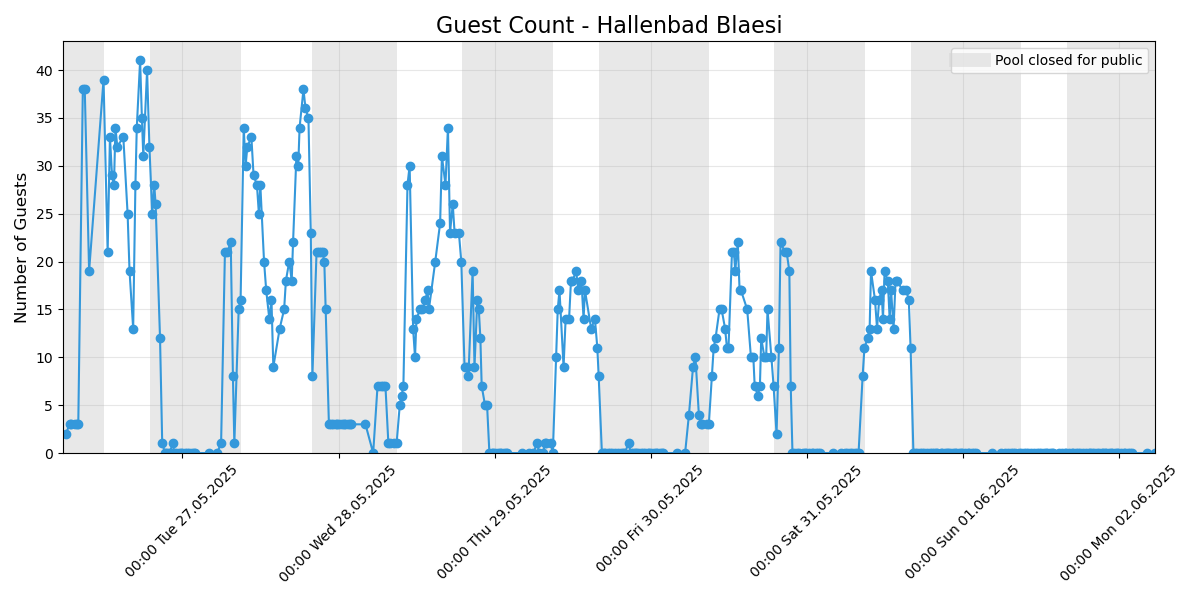 Guest Count - Hallenbad Blaesi
Pool closed for public
Number of Guests
40
35
30
25
20
15
10
5
0
00:00 Tue 27.05.2025
00:00 Wed 28.05.2025
00:00 Thu 29.05.2025
00:00 Fri 30.05.2025
00:00 Sat 31.05.2025
00:00 Sun 01.06.2025
00:00 Mon 02.06.2025